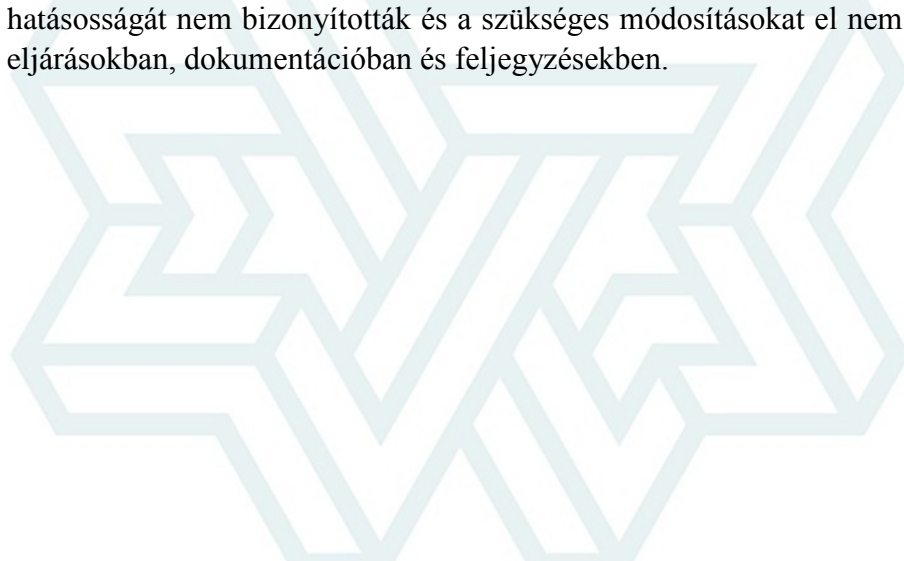 hatásosságát nem bizonyították és a szükséges módosításokat el nem
eljárásokban, dokumentációban és feljegyzésekben.